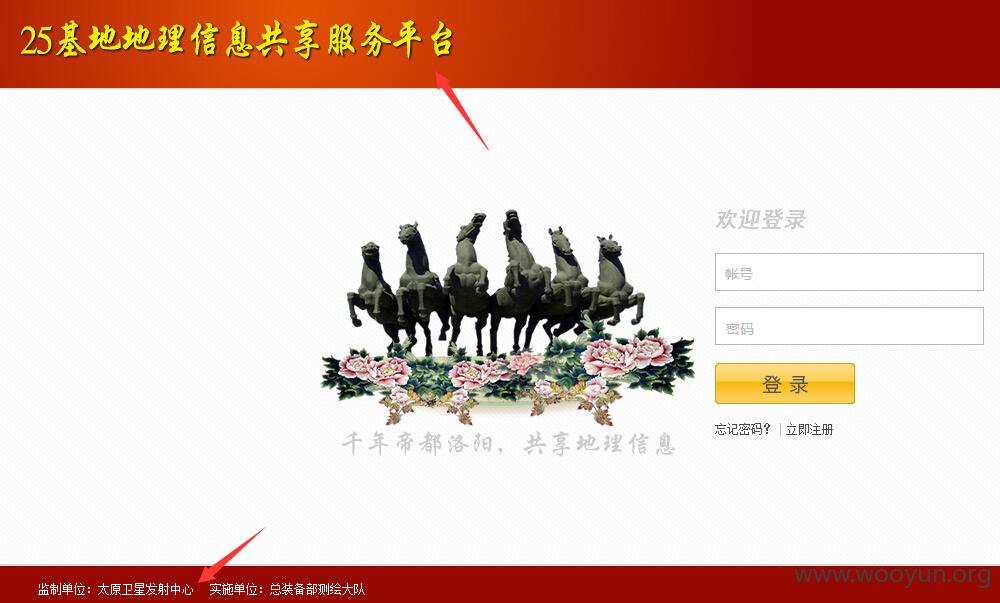 25基地地理信息共享服务平台
欢迎登录
帐号
密码
登 录
忘记密码? | 立即注册
千年帝都洛阳，共享地理信息
监制单位：太原卫星发射中心 实施单位：总装备部测绘大队
www.wooyun.org